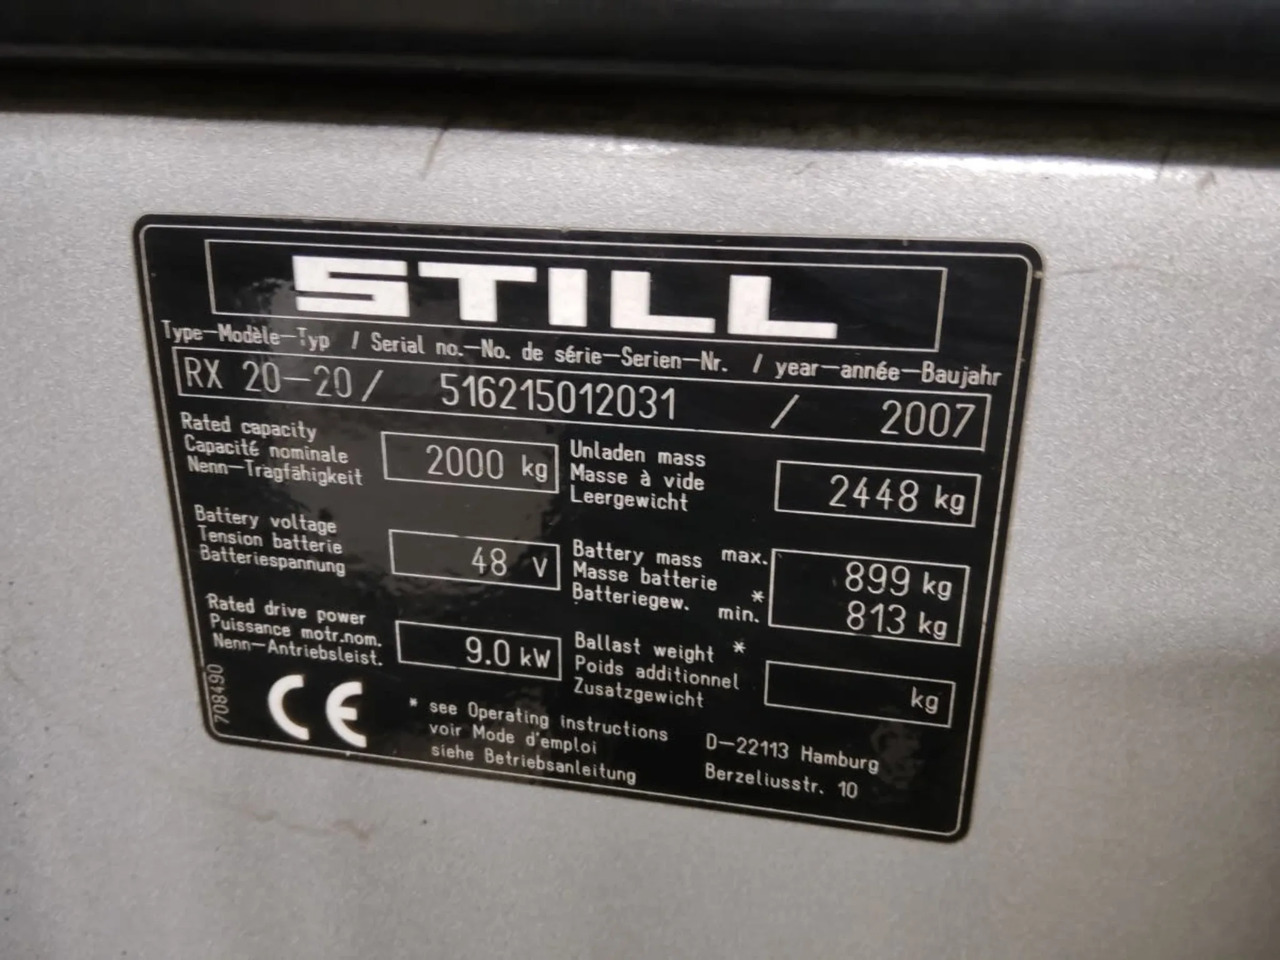 STILL
Type–Modèle–Typ / Serial no.–No. de série–Serien–Nr. / year–année–Baujahr
RX 20–20 / 516215012031 / 2007
Rated capacity
Capacité nominale
Nenn–Tragfähigkeit
2000 kg
Unladen mass
Masse à vide
Leergewicht
2448 kg
Battery voltage
Tension batterie
Batteriespannung
48 V
Battery mass max.
Masse batterie *
Batteriegew. min.
899 kg
813 kg
Rated drive power
Puissance motr.nom.
Nenn–Antriebsleist.
9.0 kW
Ballast weight *
Poids additionnel
Zusatzgewicht
kg
708490
CE
* see Operating instructions
voir Mode d'emploi
siehe Betriebsanleitung
D–22113 Hamburg
Berzeliusstr. 10